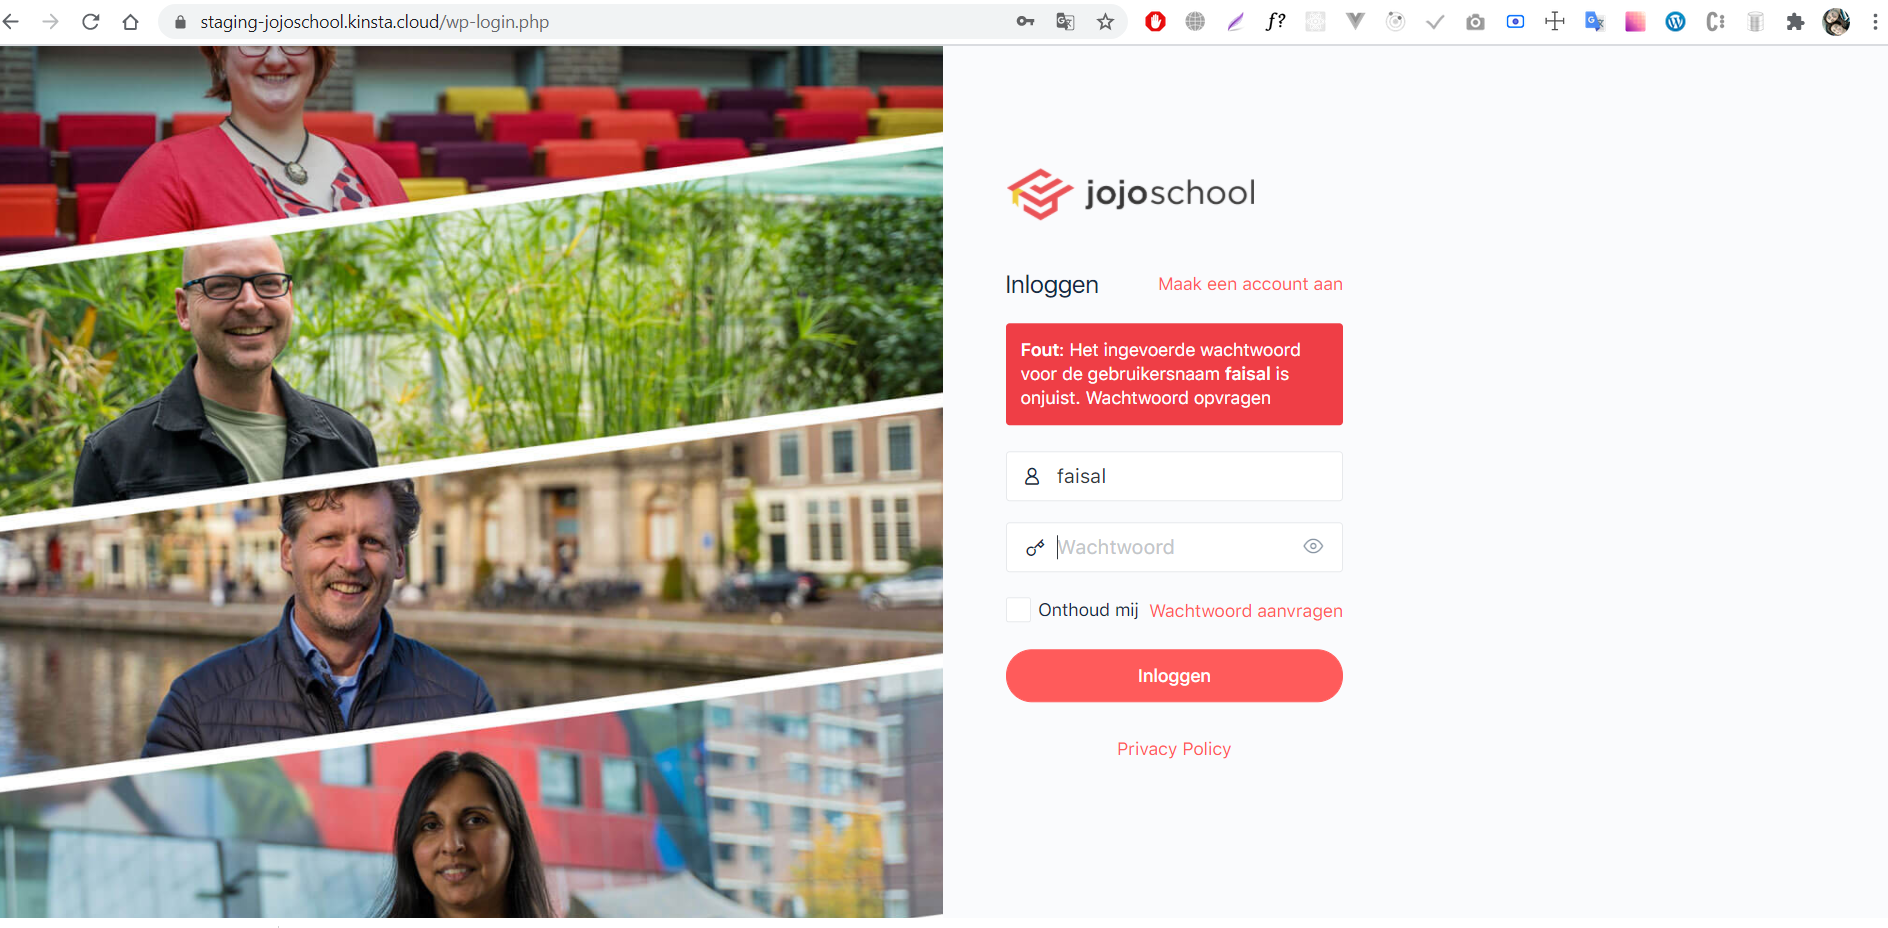 staging-jojoschool.kinsta.cloud/wp-login.php
f?
jojoschool
Inloggen
Maak een account aan
Fout: Het ingevoerde wachtwoord
voor de gebruikersnaam faisal is
onjuist. Wachtwoord opvragen
faisal
Wachtwoord
Onthoud mij
Wachtwoord aanvragen
Inloggen
Privacy Policy